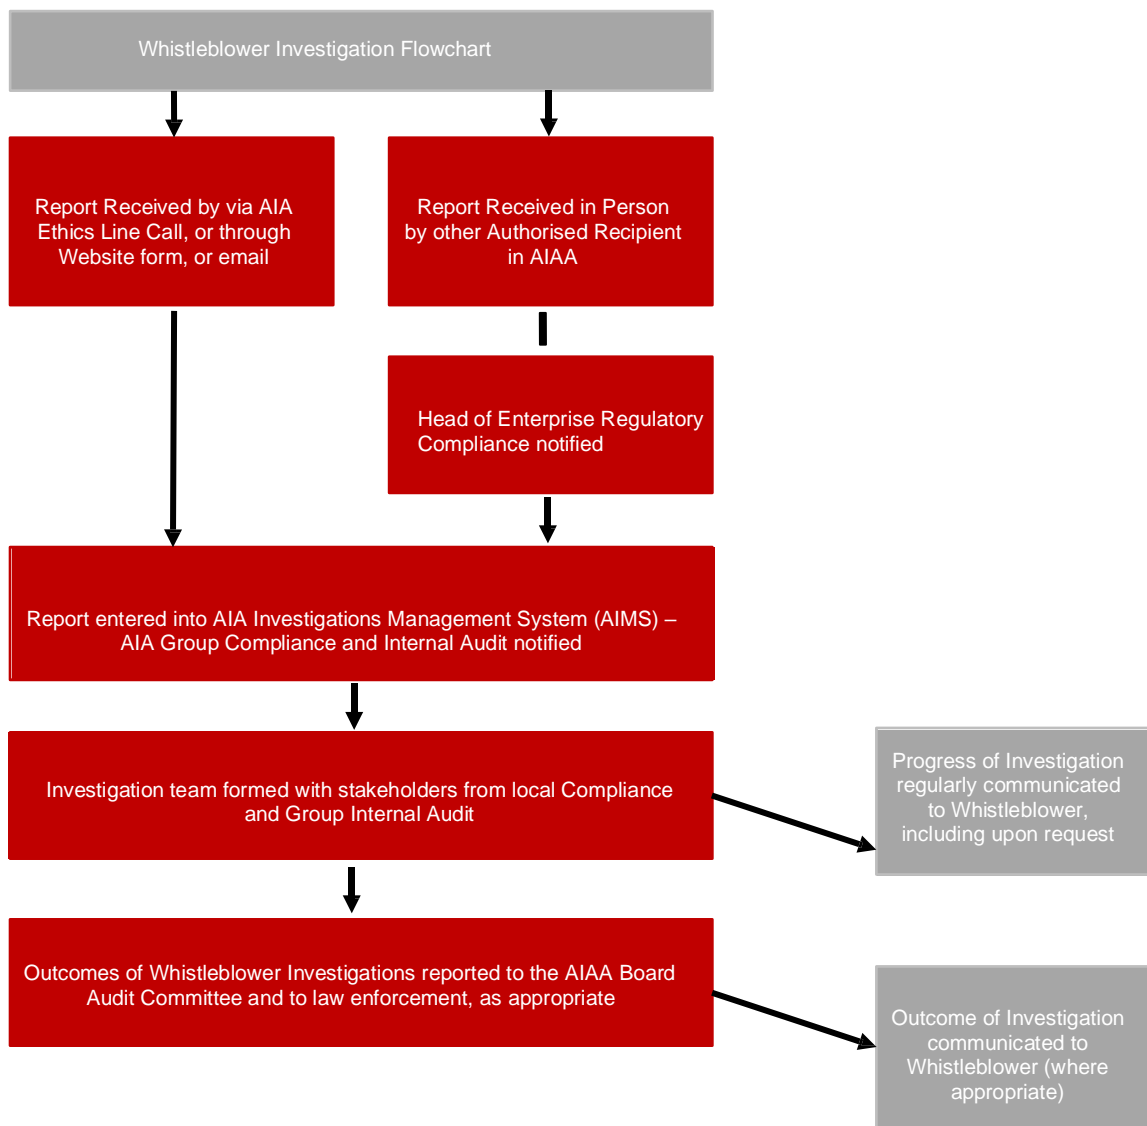 Whistleblower Investigation Flowchart
Report Received by via AIA
Ethics Line Call, or through
Website form, or email
Report Received in Person
by other Authorised Recipient
in AIAA
Head of Enterprise Regulatory
Compliance notified
Report entered into AIA Investigations Management System (AIMS) –
AIA Group Compliance and Internal Audit notified
Investigation team formed with stakeholders from local Compliance
and Group Internal Audit
Progress of Investigation
regularly communicated
to Whistleblower,
including upon request
Outcomes of Whistleblower Investigations reported to the AIAA Board
Audit Committee and to law enforcement, as appropriate
Outcome of Investigation
communicated to
Whistleblower (where
appropriate)